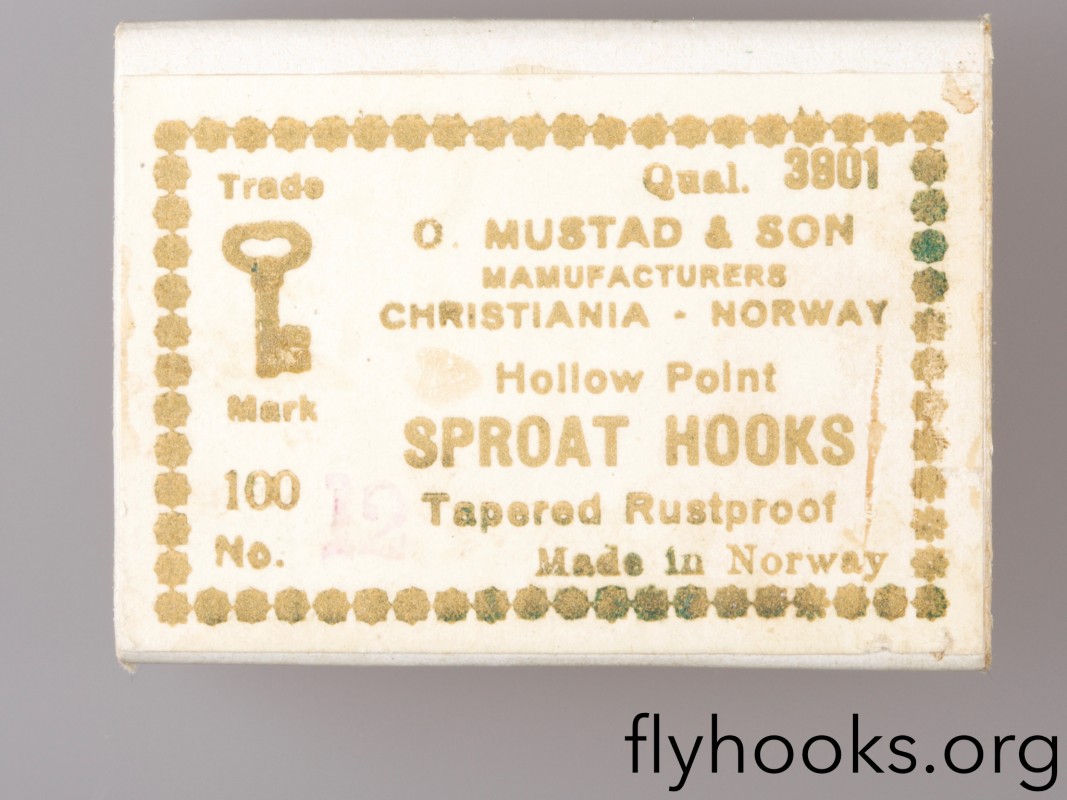 Trade
Qual. 3901
O. MUSTAD & SON
MAMUFACTURERS
CHRISTIANIA - NORWAY
Hollow Point
Mark
SPROAT HOOKS
100
Tapered Rustproof
No.
Made in Norway
flyhooks.org